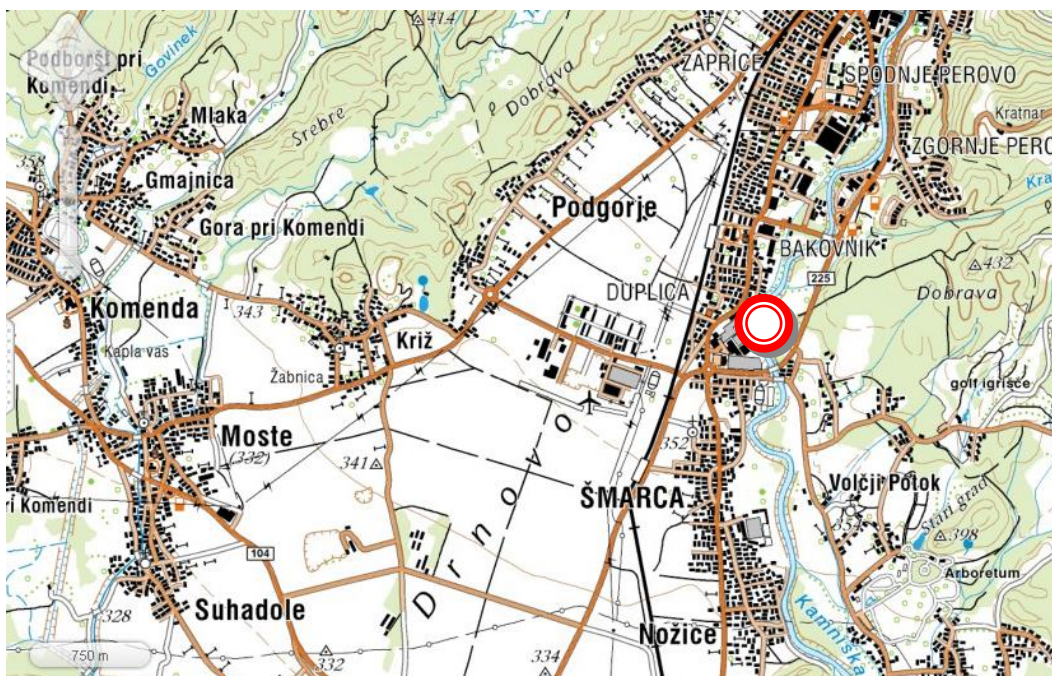 414
Podboršt pri
Komendi
Govinek
Mlaka
Srebre
Dobrava
ZAPRICE
SPODNJE PEROVO
Kratnar
ZGORNJE PERO
Kra
Gmajnica
Gora pri Komendi
Podgorje
BAKOVNIK
225
432
Dobrava
DUPLICA
Komenda
343
Križ
Kapla vas
Žabnica
golf igrišče
Moste
(332)
341
352
ŠMARCA
Drnovo
Volčji Potok
Stari grad
398
Arboretum
ri Komendi
104
Suhadole
328
332
334
Nožice
Kamniška
750 m